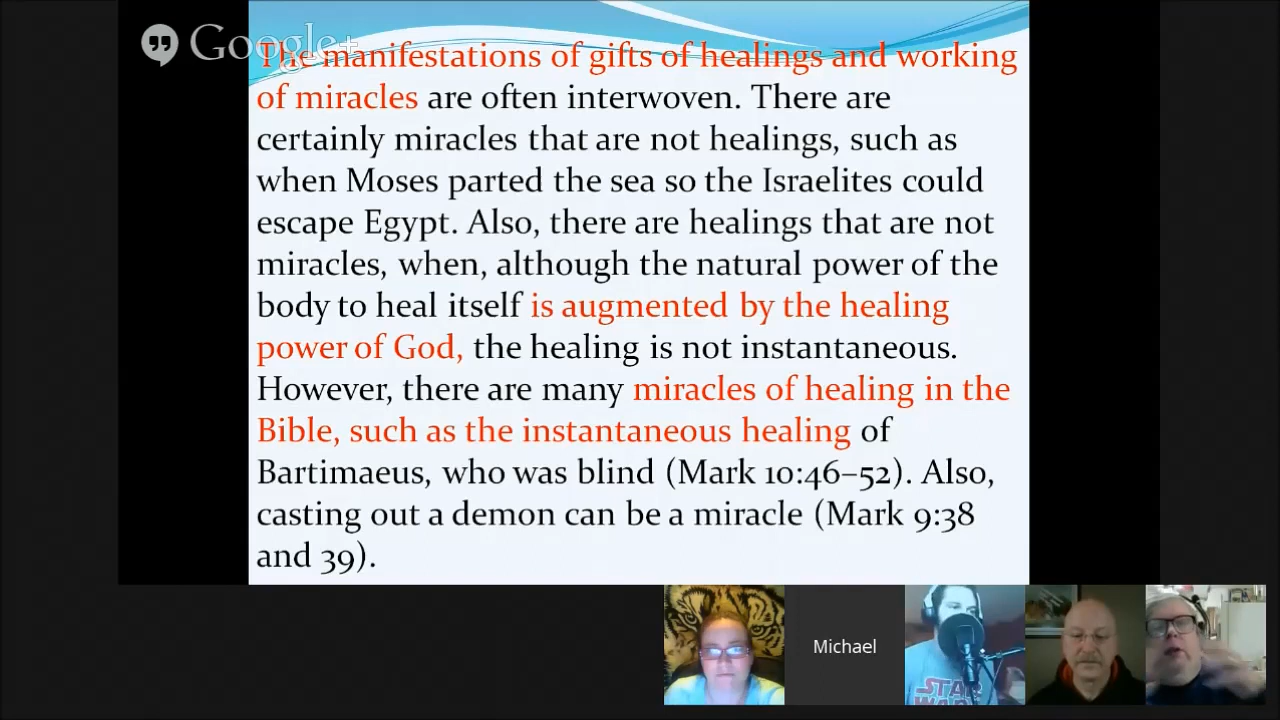 Google+
The manifestations of gifts of healings and working
of miracles are often interwoven. There are
certainly miracles that are not healings, such as
when Moses parted the sea so the Israelites could
escape Egypt. Also, there are healings that are not
miracles, when, although the natural power of the
body to heal itself is augmented by the healing
power of God, the healing is not instantaneous.
However, there are many miracles of healing in the
Bible, such as the instantaneous healing of
Bartimaeus, who was blind (Mark 10:46–52). Also,
casting out a demon can be a miracle (Mark 9:38
and 39).
Michael
STAR
WARS